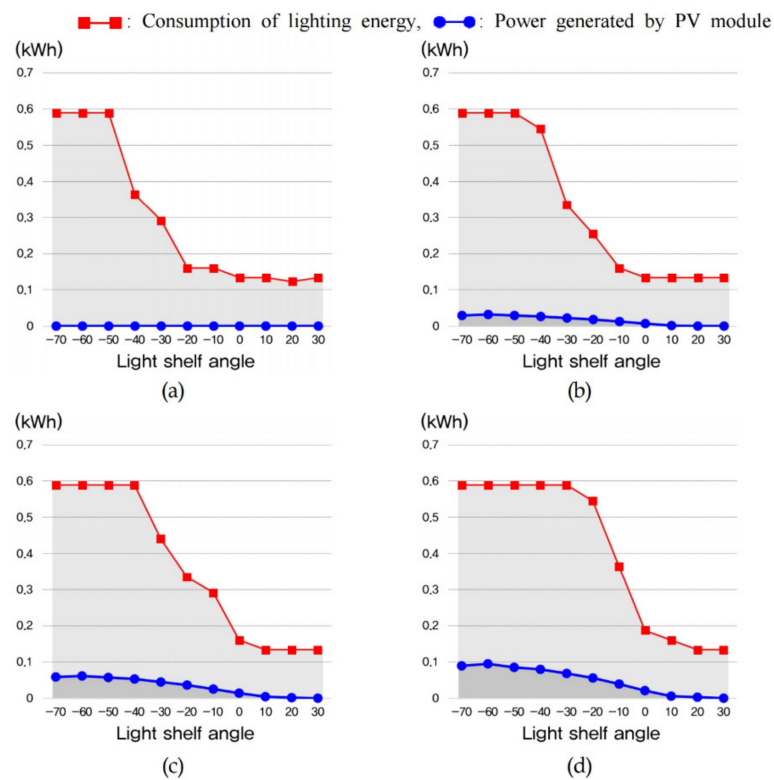 : Consumption of lighting energy, : Power generated by PV module
(kWh) (kWh)
0,7 0,7
0,6 0,6
0,5 0,5
0,4 0,4
0,3 0,3
0,2 0,2
0,1 0,1
0 0
−70 −60 −50 −40 −30 −20 −10 0 10 20 30 −70 −60 −50 −40 −30 −20 −10 0 10 20 30
Light shelf angle Light shelf angle
(a) (b)
(kWh) (kWh)
0,7 0,7
0,6 0,6
0,5 0,5
0,4 0,4
0,3 0,3
0,2 0,2
0,1 0,1
0 0
−70 −60 −50 −40 −30 −20 −10 0 10 20 30 −70 −60 −50 −40 −30 −20 −10 0 10 20 30
Light shelf angle Light shelf angle
(c) (d)